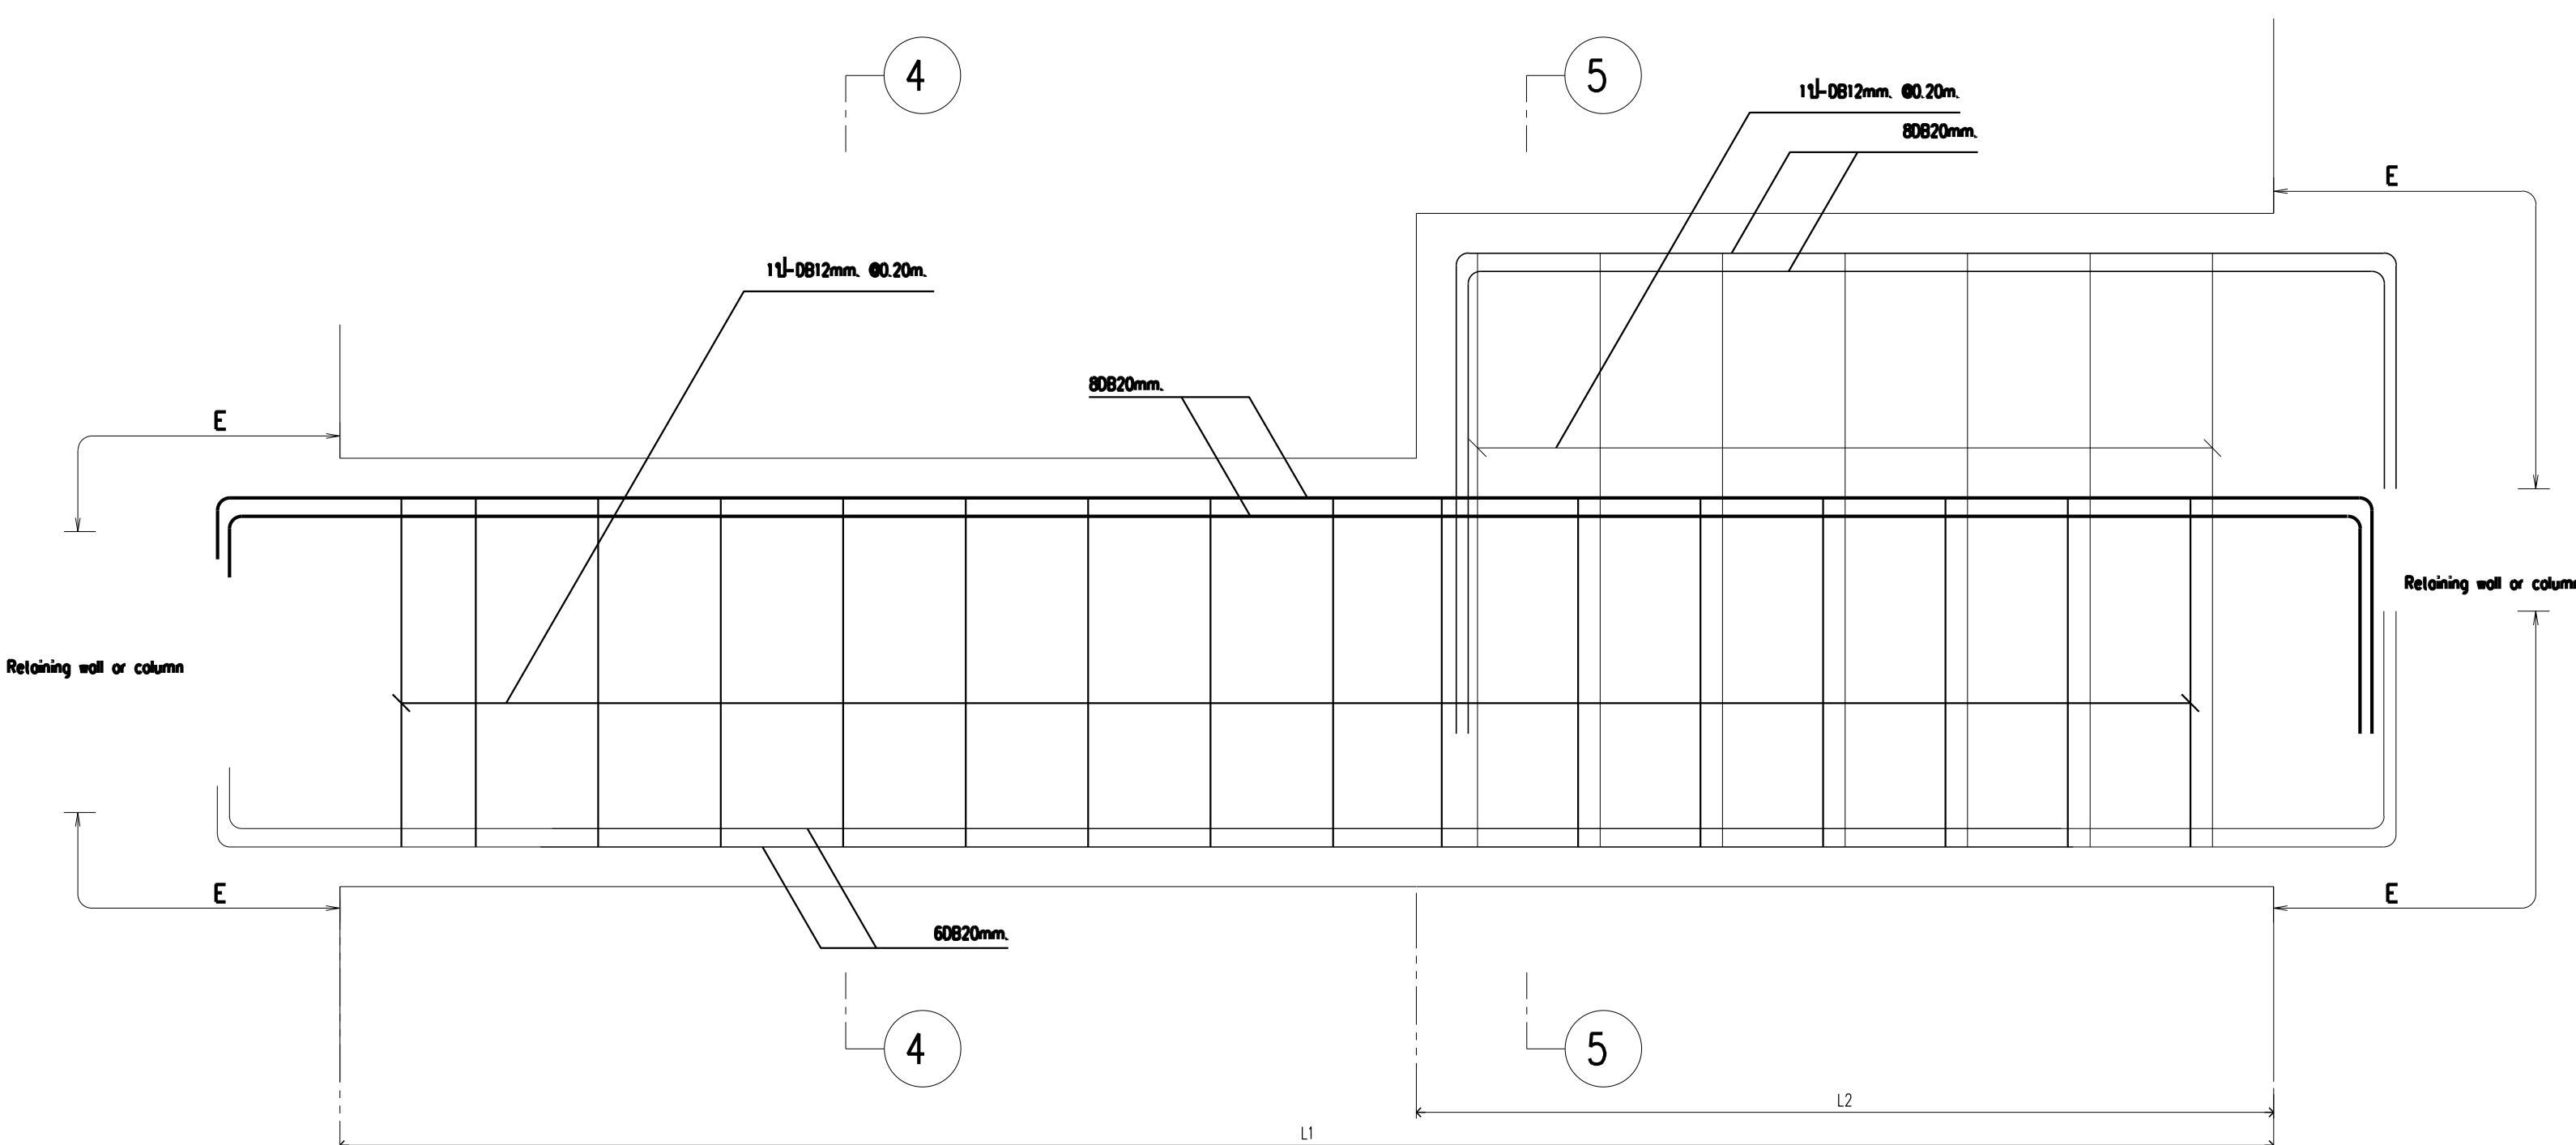 4
5
1ป-DB12mm. @0.20m.
8DB20mm.
E
1ป-DB12mm. @0.20m.
8DB20mm.
E
Retaining wall or column
Retaining wall or column
E
E
6DB20mm.
4
5
L2
L1